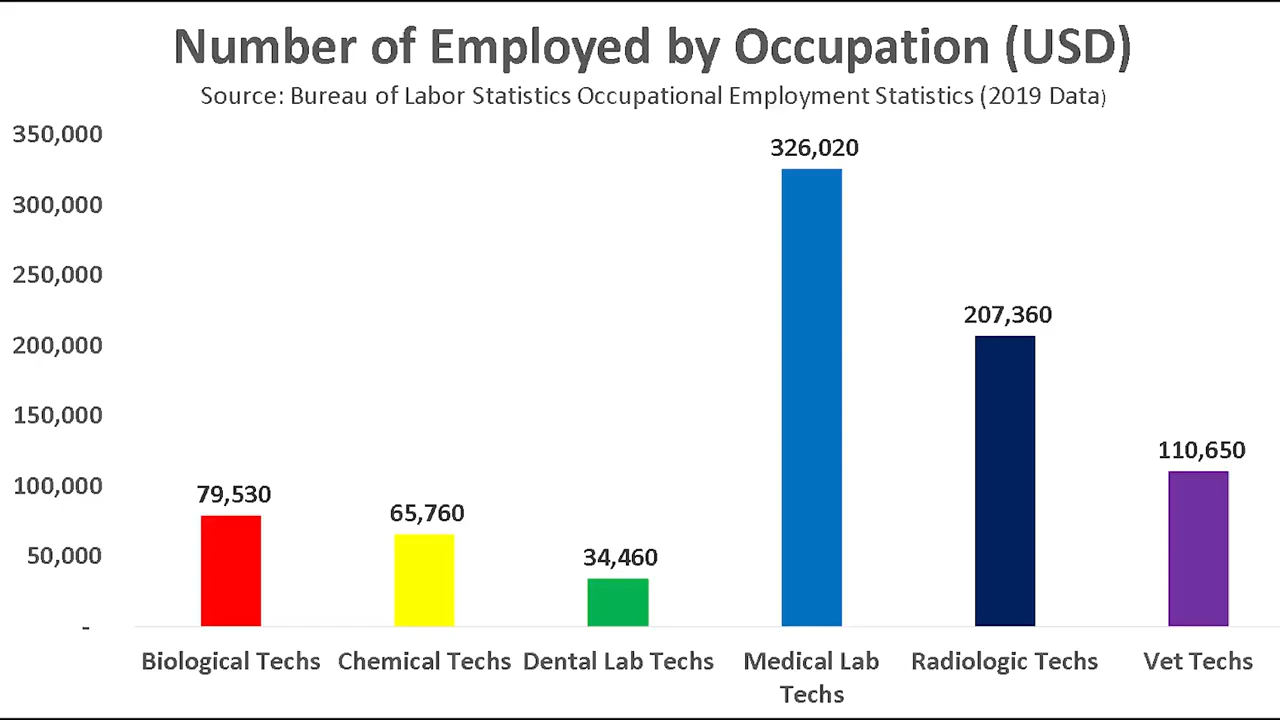 Number of Employed by Occupation (USD)
Source: Bureau of Labor Statistics Occupational Employment Statistics (2019 Data)
350,000
300,000
250,000
200,000
150,000
100,000
50,000
-
79,530
65,760
34,460
326,020
207,360
110,650
Biological Techs
Chemical Techs
Dental Lab Techs
Medical Lab
Techs
Radiologic Techs
Vet Techs